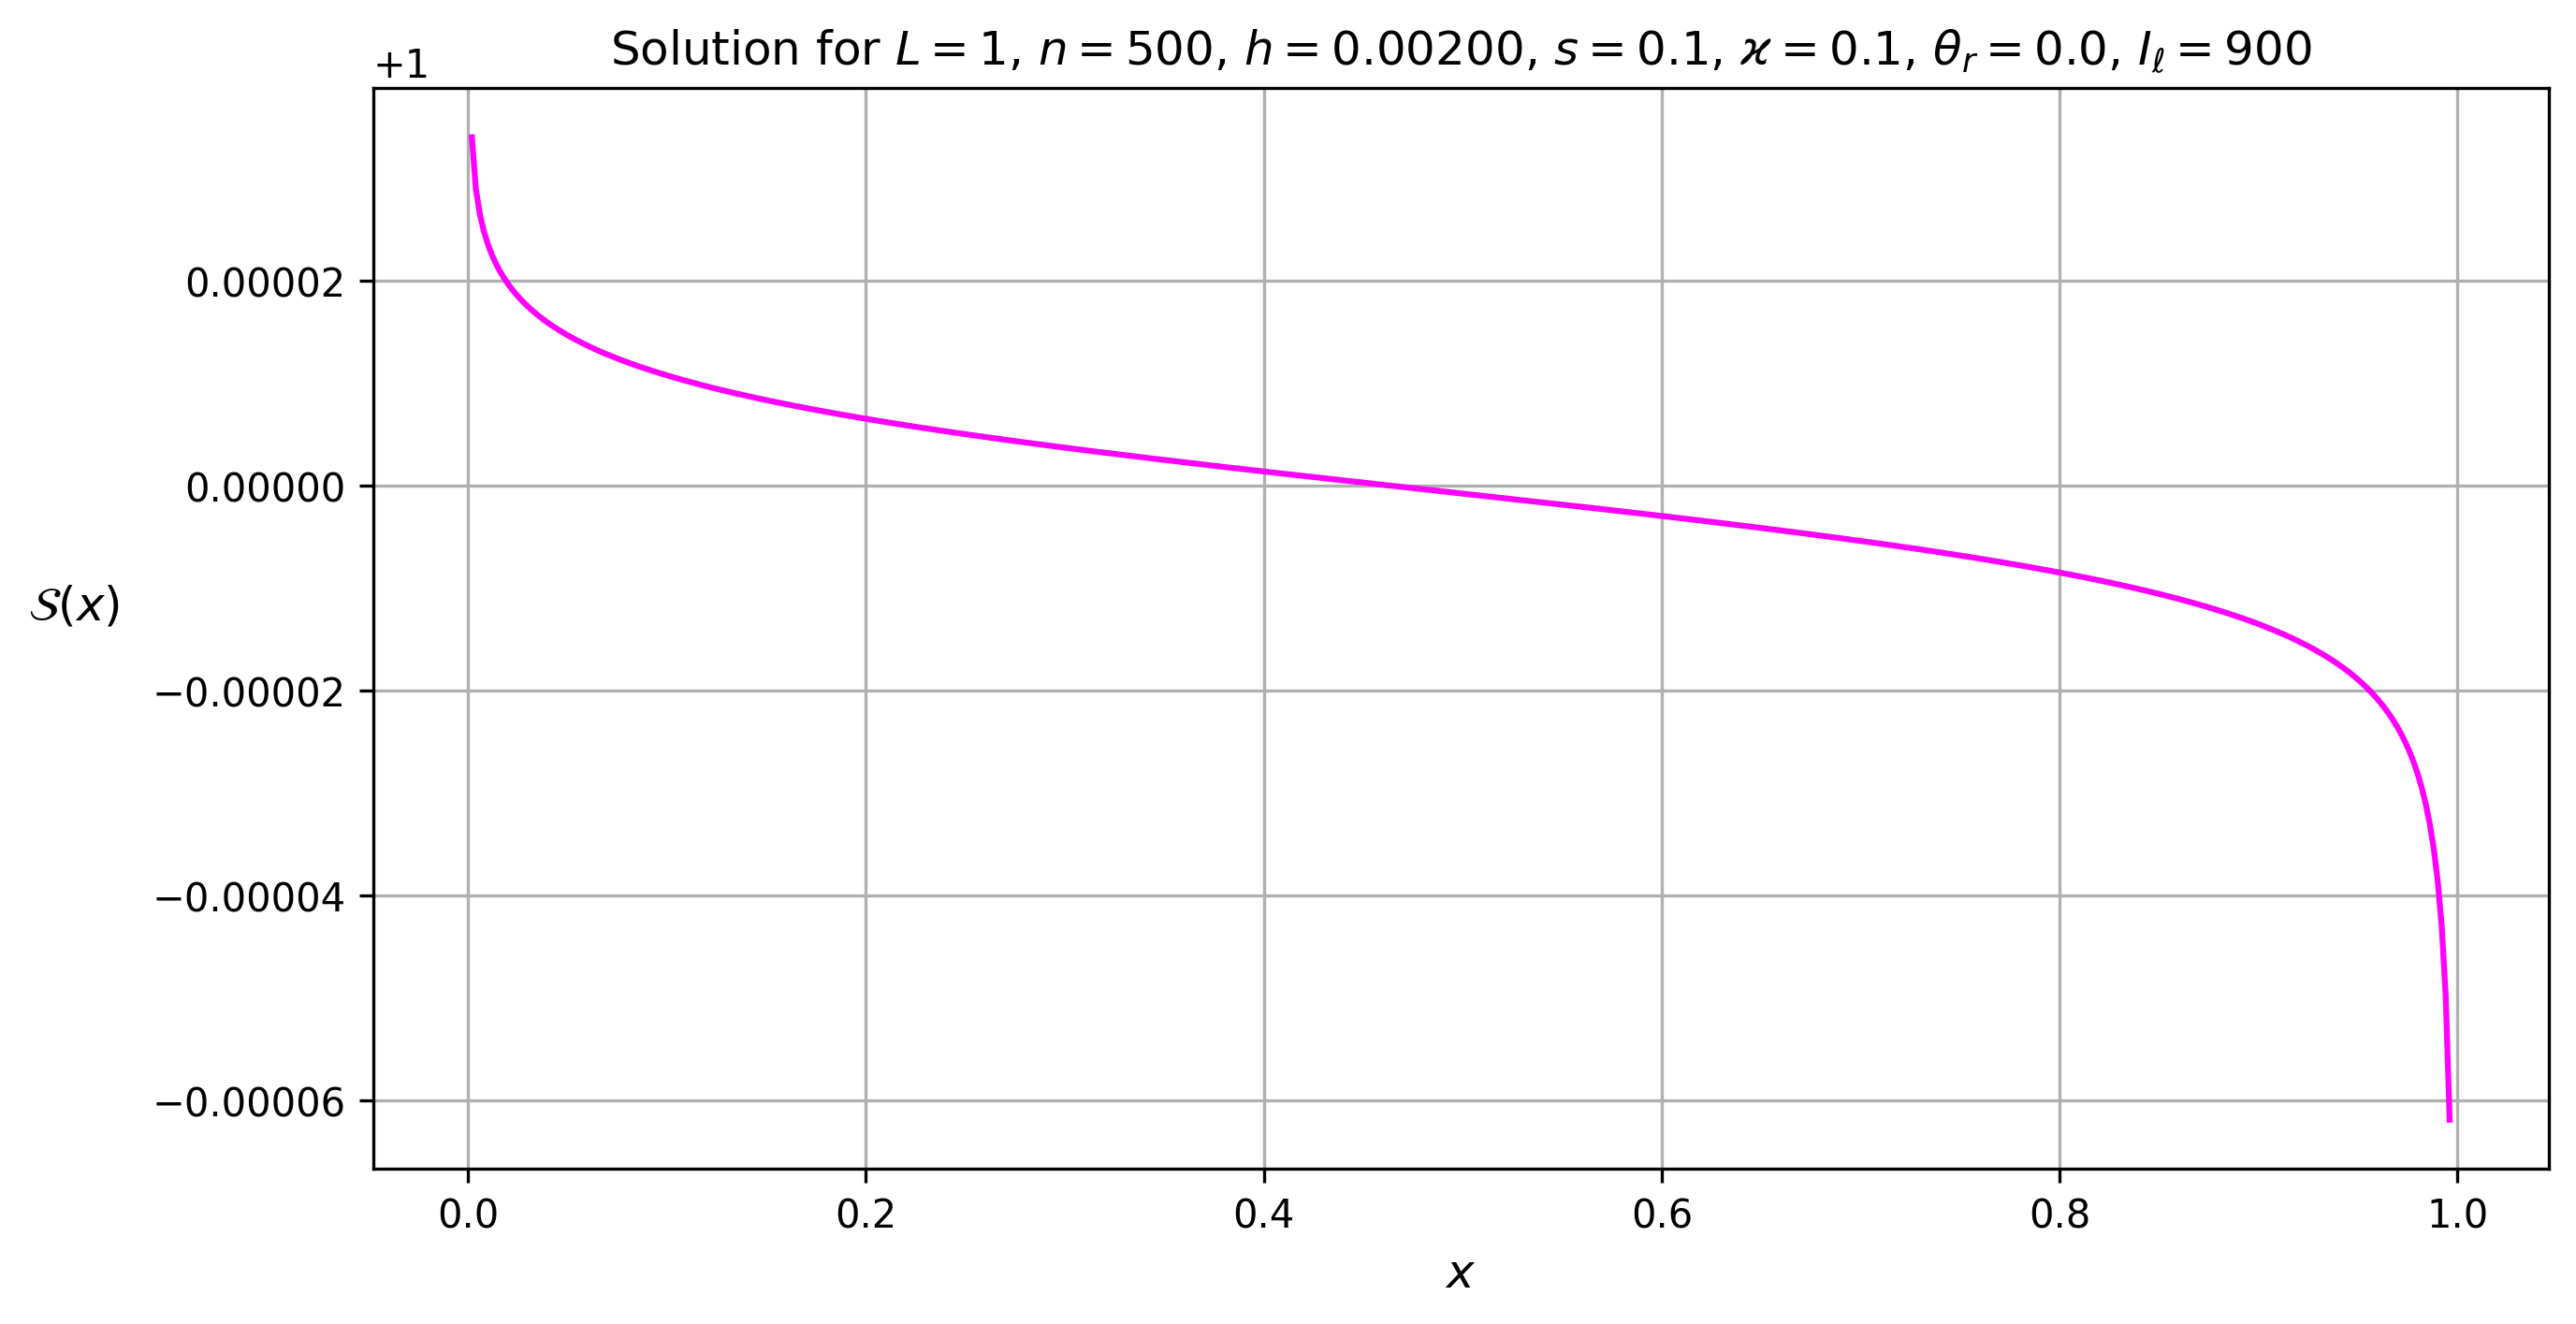 Solution for L = 1, n = 500, h = 0.00200, s = 0.1, ϰ = 0.1, θ_r = 0.0, I_ℓ = 900
+1
0.00002
0.00000
−0.00002
−0.00004
−0.00006
𝒮(x)
0.0 0.2 0.4 0.6 0.8 1.0
x